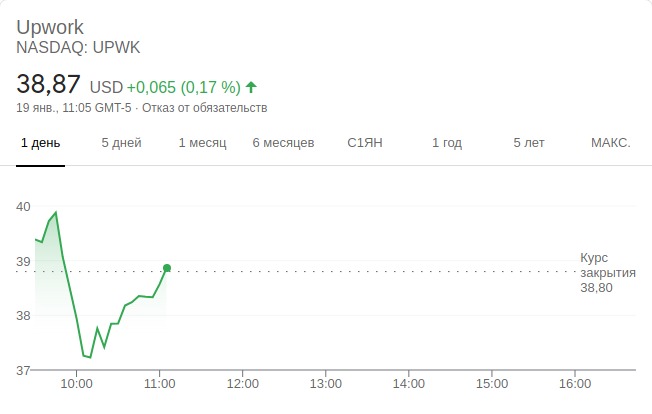 Upwork
NASDAQ: UPWK
38,87 USD +0,065 (0,17 %)
19 янв., 11:05 GMT-5 · Отказ от обязательств
1 день 5 дней 1 месяц 6 месяцев С1ЯН 1 год 5 лет МАКС.
40
39
38
37
Курс
закрытия
38,80
10:00 11:00 12:00 13:00 14:00 15:00 16:00